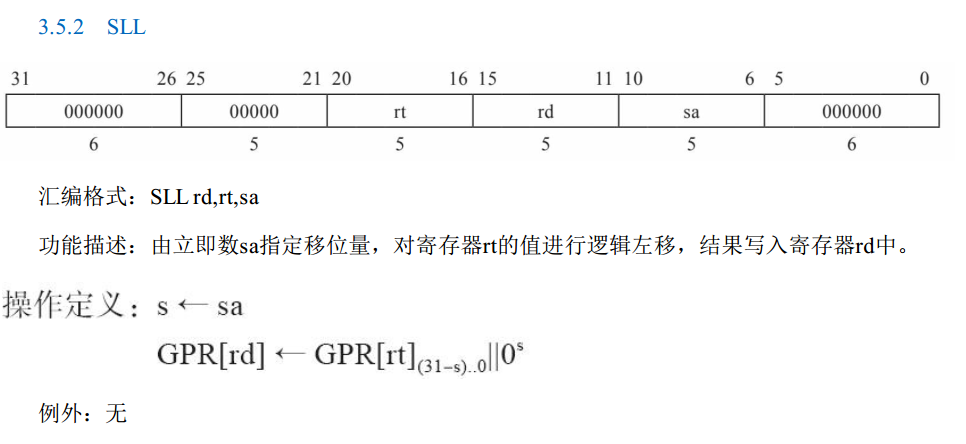 3.5.2 SLL
31 26 25 21 20 16 15 11 10 6 5 0
000000 00000 rt rd sa 000000
6 5 5 5 5 6
汇编格式：SLL rd,rt,sa
功能描述：由立即数sa指定移位量，对寄存器rt的值进行逻辑左移，结果写入寄存器rd中。
操作定义：s ← sa
GPR[rd] ← GPR[rt](31−s)..0||0s
例外：无